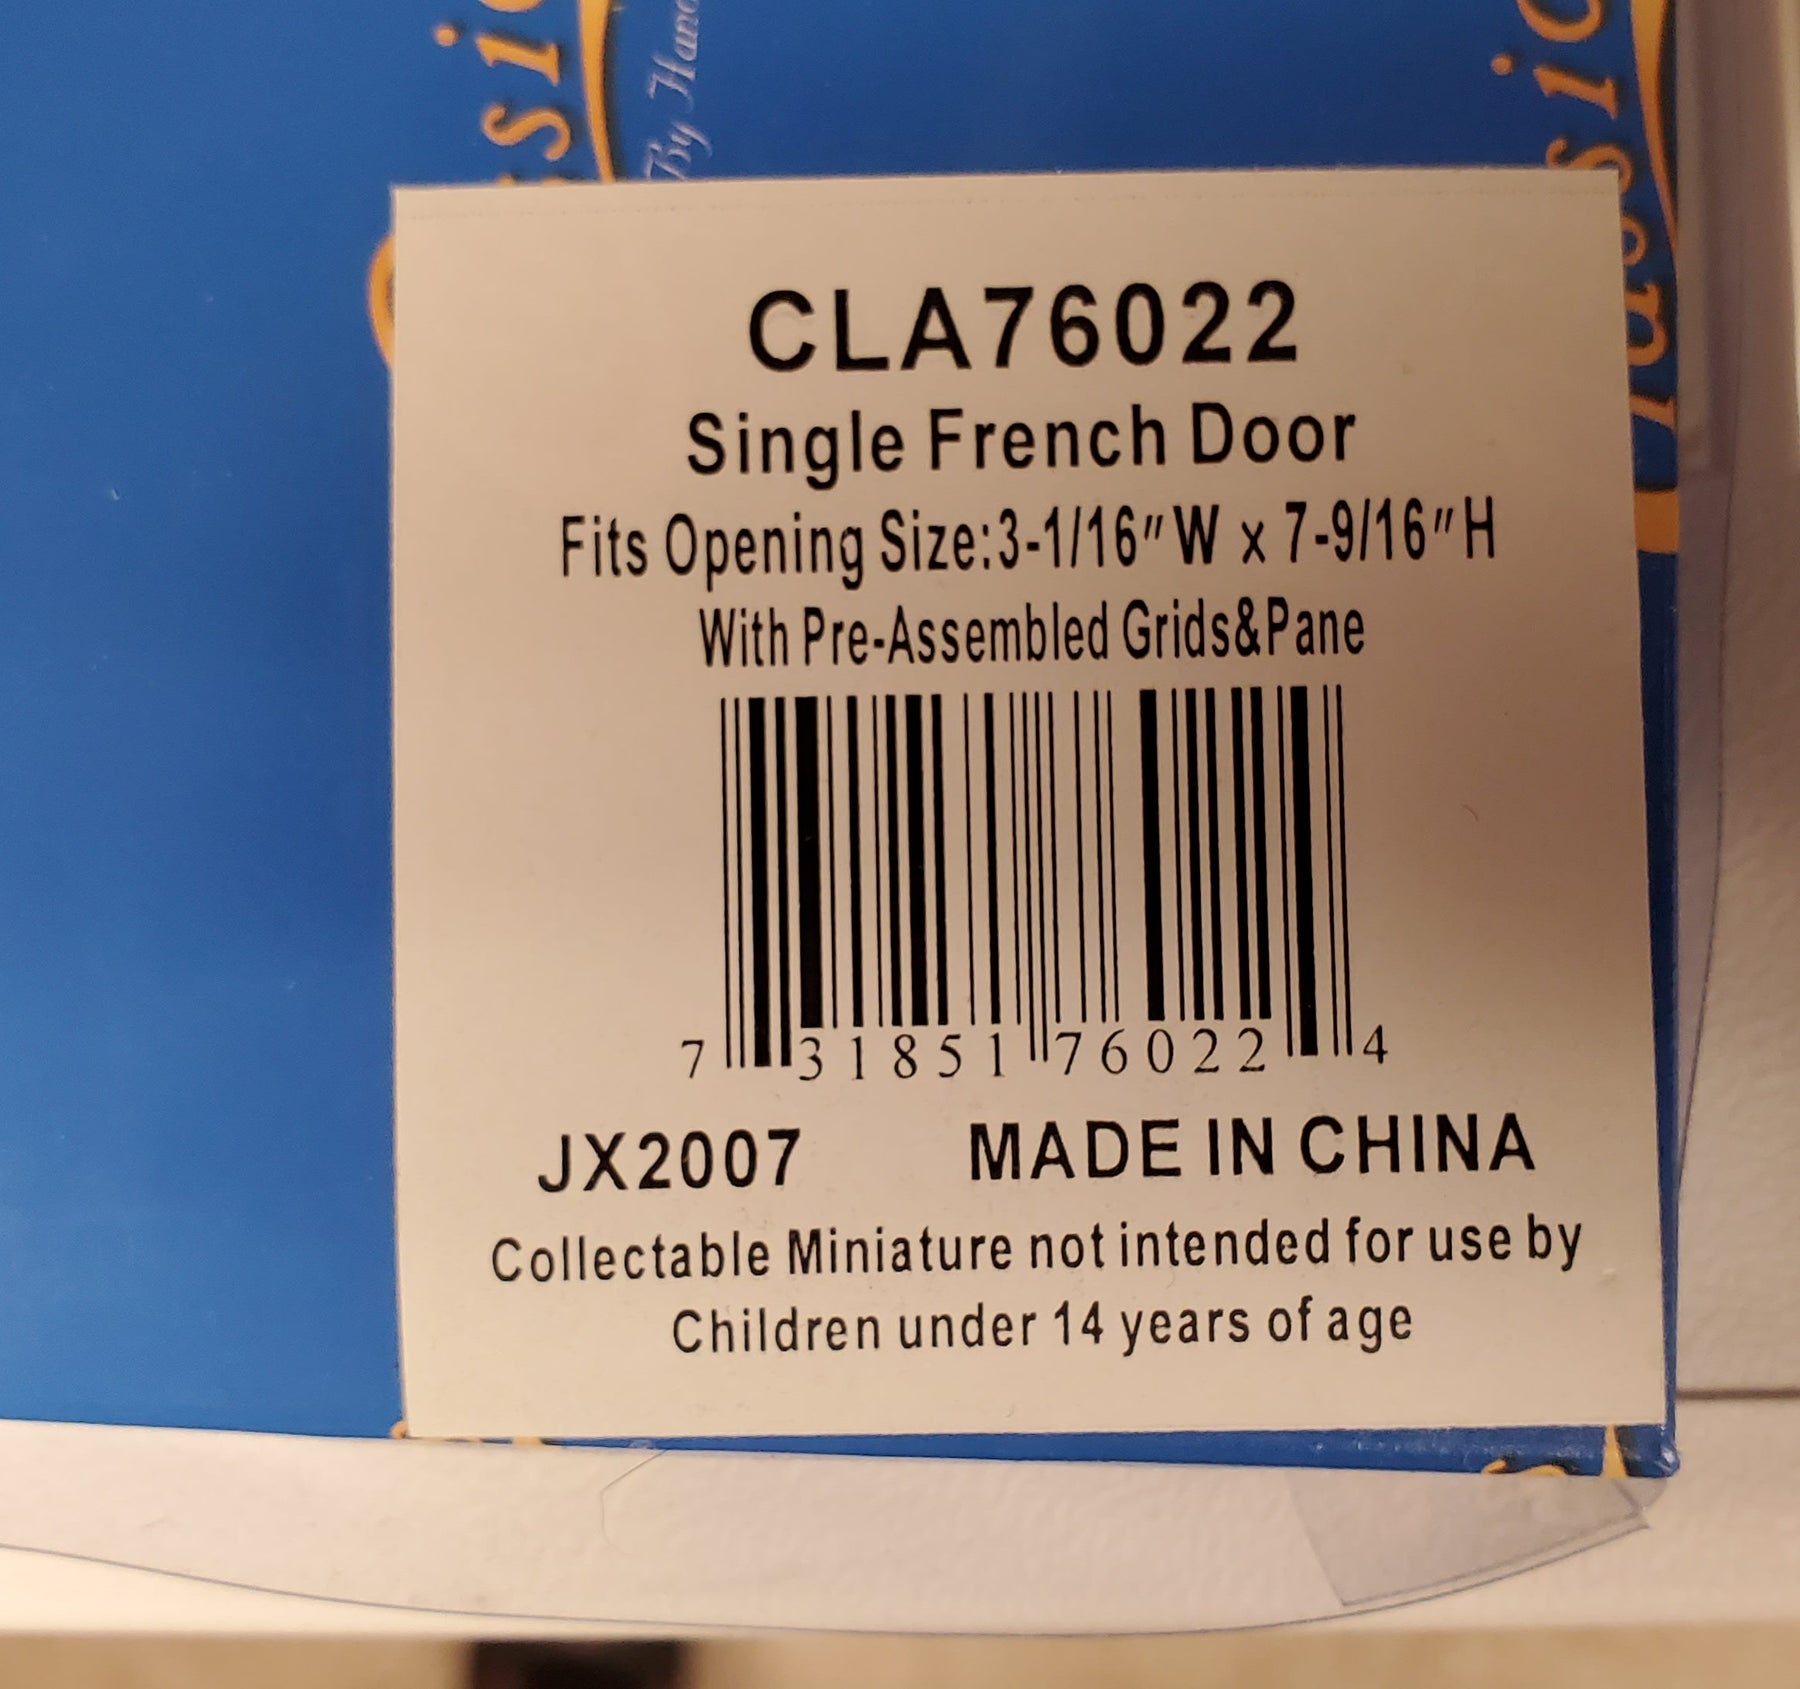 By Hand
CLA76022
Single French Door
Fits Opening Size:3-1/16"W x 7-9/16"H
With Pre-Assembled Grids&Pane
7 31851 76022 4
JX2007 MADE IN CHINA
Collectable Miniature not intended for use by
Children under 14 years of age